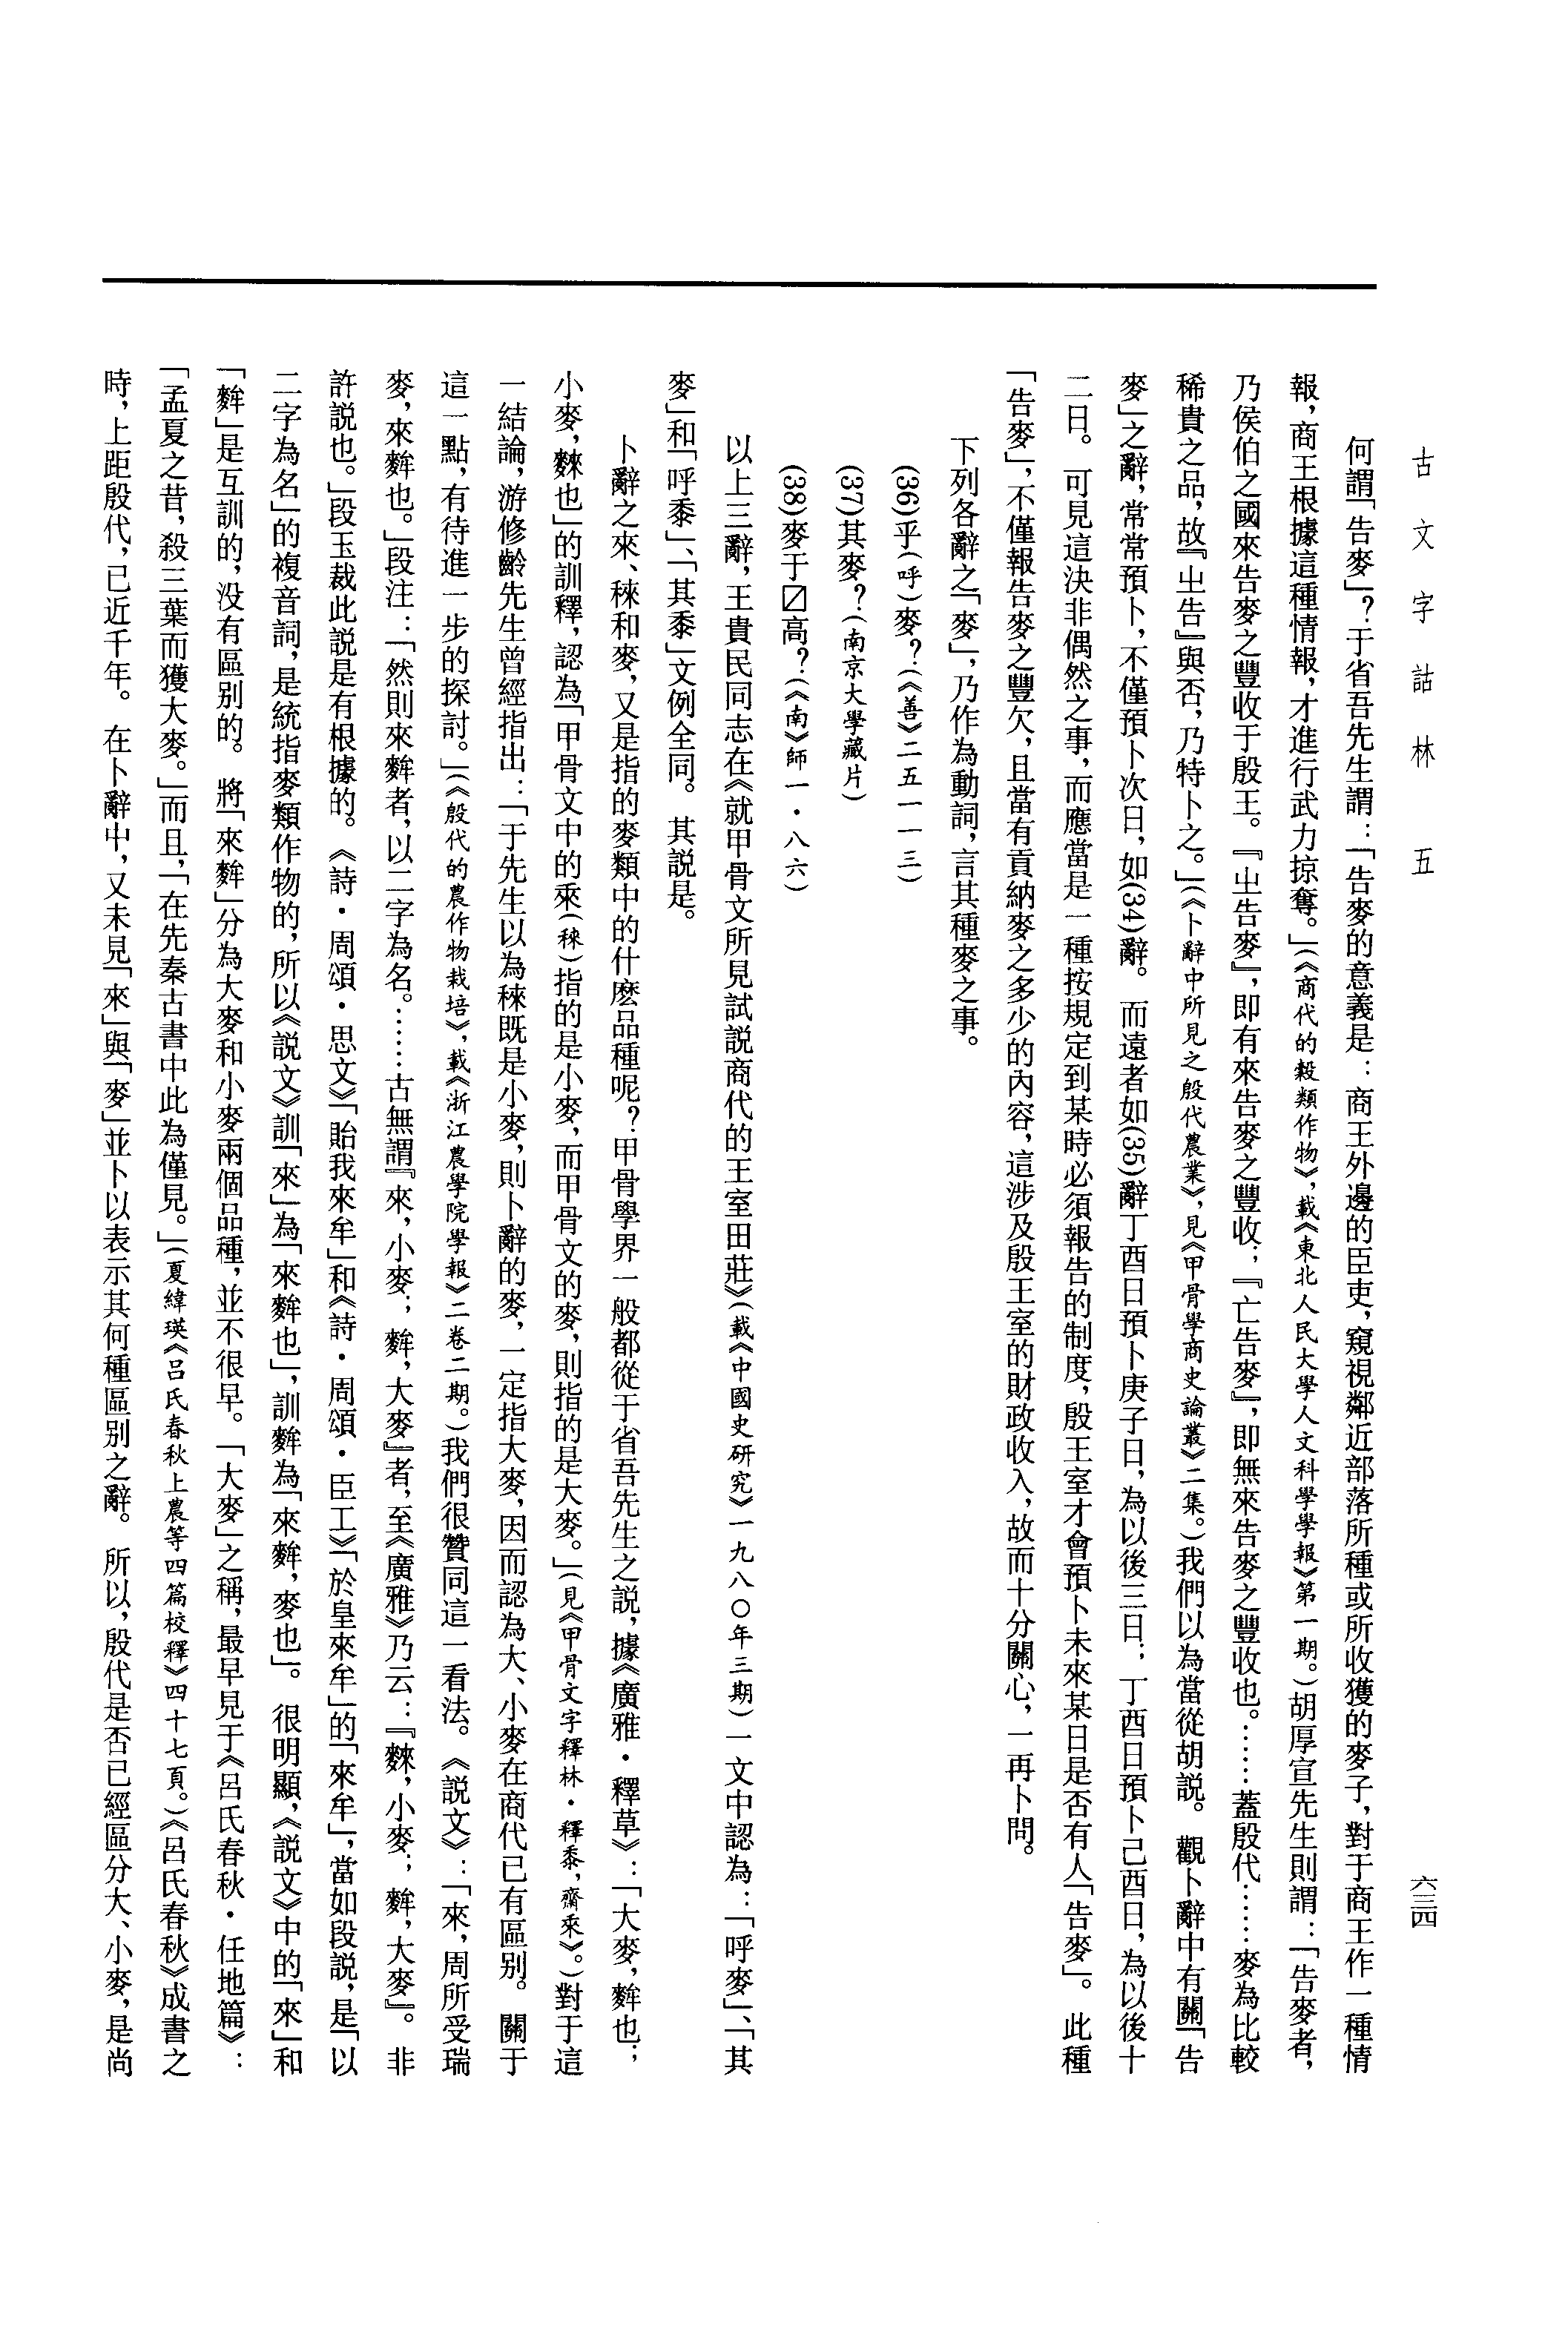 古文字詁林　五
六三四
何謂「告麥」？于省吾先生謂：「告麥的意義是：商王外邊的臣吏，窺視鄰近部落所種或所收獲的麥子，對于商王作一種情
報，商王根據這種情報，才進行武力掠奪。」（《商代的穀類作物》，載《東北人民大學人文科學學報》第一期。）胡厚宣先生則謂：「告麥者，
乃侯伯之國來告麥之豐收于殷王。『㞢告麥』，即有來告麥之豐收；『亡告麥』，即無來告麥之豐收也。……蓋殷代……麥為比較
稀貴之品，故『㞢告』與否，乃特卜之。」（《卜辭中所見之殷代農業》，見《甲骨學商史論叢》二集。）我們以為當從胡説。觀卜辭中有關「告
麥」之辭，常常預卜，不僅預卜次日，如(34)辭。而遠者如(35)辭丁酉日預卜庚子日，為以後三日；丁酉日預卜己酉日，為以後十
二日。可見這決非偶然之事，而應當是一種按規定到某時必須報告的制度，殷王室才會預卜未來某日是否有人「告麥」。此種
「告麥」，不僅報告麥之豐欠，且當有貢納麥之多少的內容，這涉及殷王室的財政收入，故而十分關心，一再卜問。
下列各辭之「麥」，乃作為動詞，言其種麥之事。
(36)乎（呼）麥？（《善》二五一一三）
(37)其麥？（南京大學藏片）
(38)麥于〼高？（《南》師一・八六）
以上三辭，王貴民同志在《就甲骨文所見試説商代的王室田莊》（載《中國史研究》一九八〇年三期）一文中認為：「呼麥」、「其
麥」和「呼黍」、「其黍」文例全同。其説是。
卜辭之來、秾和麥，又是指的麥類中的什麽品種呢？甲骨學界一般都從于省吾先生之説，據《廣雅・釋草》：「大麥，麰也；
小麥，麳也」的訓釋，認為「甲骨文中的秾（秾）指的是小麥，而甲骨文的麥，則指的是大麥。」（見《甲骨文字釋林・釋黍，齋秾》。）對于這
一結論，游修齡先生曾經指出：「于先生以為秾既是小麥，則卜辭的麥，一定指大麥，因而認為大、小麥在商代已有區别。關于
這一點，有待進一步的探討。」（《殷代的農作物栽培》，載《浙江農學院學報》二卷二期。）我們很贊同這一看法。《説文》：「來，周所受瑞
麥，來麰也。」段注：「然則來麰者，以二字為名。……古無謂『來，小麥；麰，大麥』者，至《廣雅》乃云：『麳，小麥；麰，大麥』。非
許説也。」段玉裁此説是有根據的。《詩・周頌・思文》「貽我來牟」和《詩・周頌・臣工》「於皇來牟」的「來牟」，當如段説，是「以
二字為名」的複音詞，是統指麥類作物的，所以《説文》訓「來」為「來麰也」，訓麰為「來麰，麥也」。很明顯，《説文》中的「來」和
「麰」是互訓的，没有區别的。將「來麰」分為大麥和小麥兩個品種，並不很早。「大麥」之稱，最早見于《呂氏春秋・任地篇》：
「孟夏之昔，殺三葉而獲大麥。」而且，「在先秦古書中此為僅見。」（夏緯瑛《呂氏春秋上農等四篇校釋》四十七頁。）《呂氏春秋》成書之
時，上距殷代，已近千年。在卜辭中，又未見「來」與「麥」並卜以表示其何種區别之辭。所以，殷代是否已經區分大、小麥，是尚